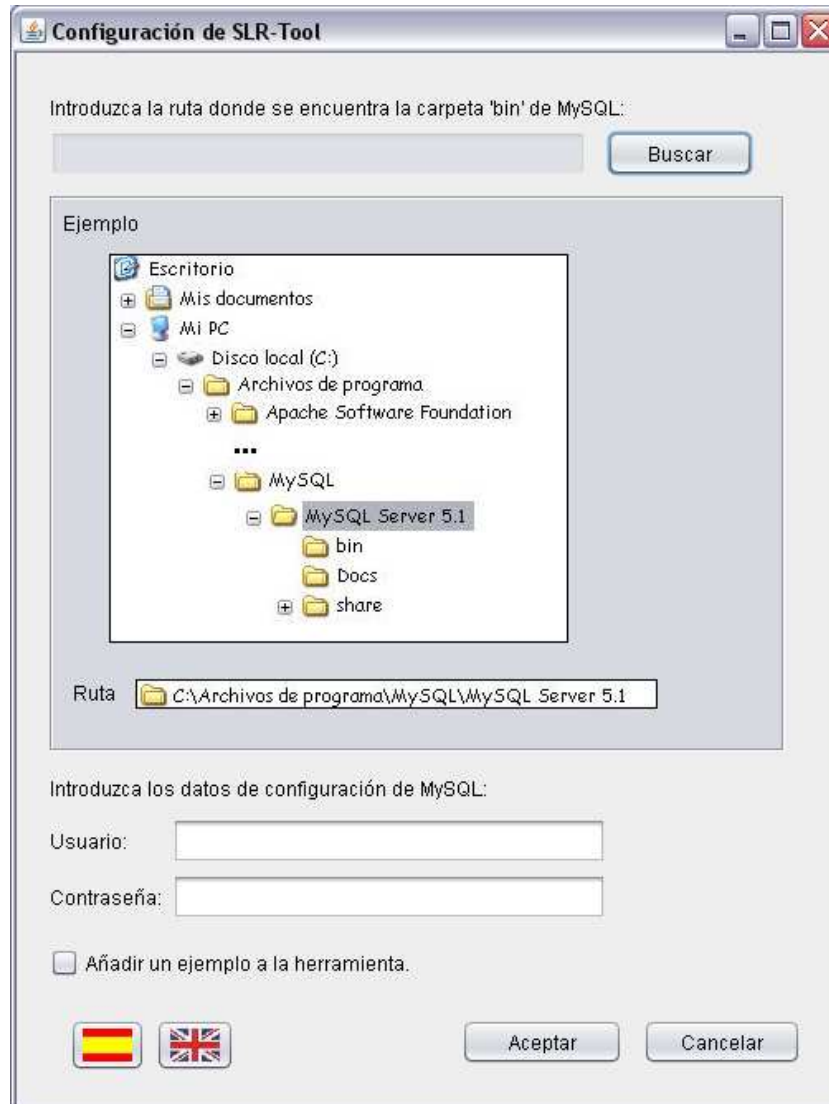 Configuración de SLR-Tool
Introduzca la ruta donde se encuentra la carpeta 'bin' de MySQL:
Buscar
Ejemplo
Escritorio
Mis documentos
Mi PC
Disco local (C:)
Archivos de programa
Apache Software Foundation
...
MySQL
MySQL Server 5.1
bin
Docs
share
Ruta C:\Archivos de programa\MySQL\MySQL Server 5.1
Introduzca los datos de configuración de MySQL:
Usuario:
Contraseña:
Añadir un ejemplo a la herramienta.
Aceptar Cancelar